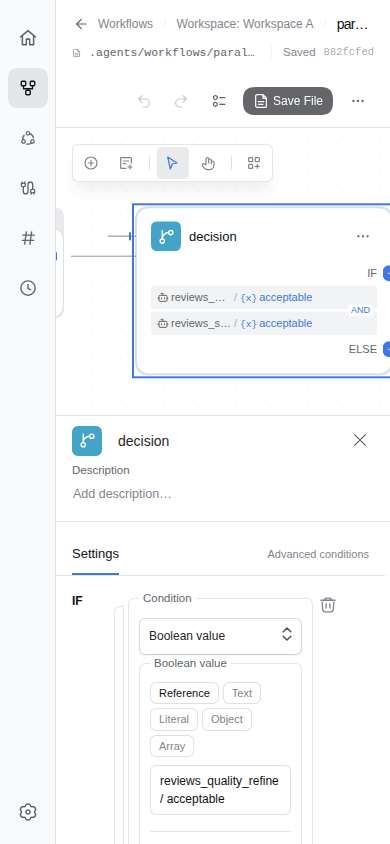 Workflows / Workspace: Workspace A / par…
.agents/workflows/paral… Saved 882fcfed
Save File
decision
IF
reviews_… / {x} acceptable
AND
reviews_s… / {x} acceptable
ELSE
decision
Description
Add description…
Settings
Advanced conditions
IF
Condition
Boolean value
Boolean value
Reference
Text
Literal
Object
Array
reviews_quality_refine
/ acceptable